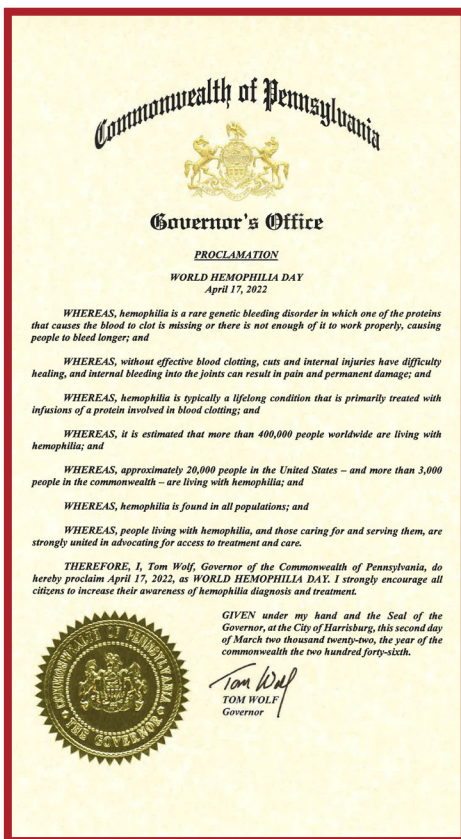 Commonwealth of Pennsylvania
Governor's Office
PROCLAMATION
WORLD HEMOPHILIA DAY
April 17, 2022
WHEREAS, hemophilia is a rare genetic bleeding disorder in which one of the proteins
that causes the blood to clot is missing or there is not enough of it to work properly, causing
people to bleed longer; and
WHEREAS, without effective blood clotting, cuts and internal injuries have difficulty
healing, and internal bleeding into the joints can result in pain and permanent damage; and
WHEREAS, hemophilia is typically a lifelong condition that is primarily treated with
infusions of a protein involved in blood clotting; and
WHEREAS, it is estimated that more than 400,000 people worldwide are living with
hemophilia; and
WHEREAS, approximately 20,000 people in the United States – and more than 3,000
people in the commonwealth – are living with hemophilia; and
WHEREAS, hemophilia is found in all populations; and
WHEREAS, people living with hemophilia, and those caring for and serving them, are
strongly united in advocating for access to treatment and care.
THEREFORE, I, Tom Wolf, Governor of the Commonwealth of Pennsylvania, do
hereby proclaim April 17, 2022, as WORLD HEMOPHILIA DAY. I strongly encourage all
citizens to increase their awareness of hemophilia diagnosis and treatment.
GIVEN under my hand and the Seal of the
Governor, at the City of Harrisburg, this second day
of March two thousand twenty-two, the year of the
commonwealth the two hundred forty-sixth.
Tom Wolf
TOM WOLF
Governor
COMMONWEALTH OF PENNSYLVANIA
THE GOVERNOR